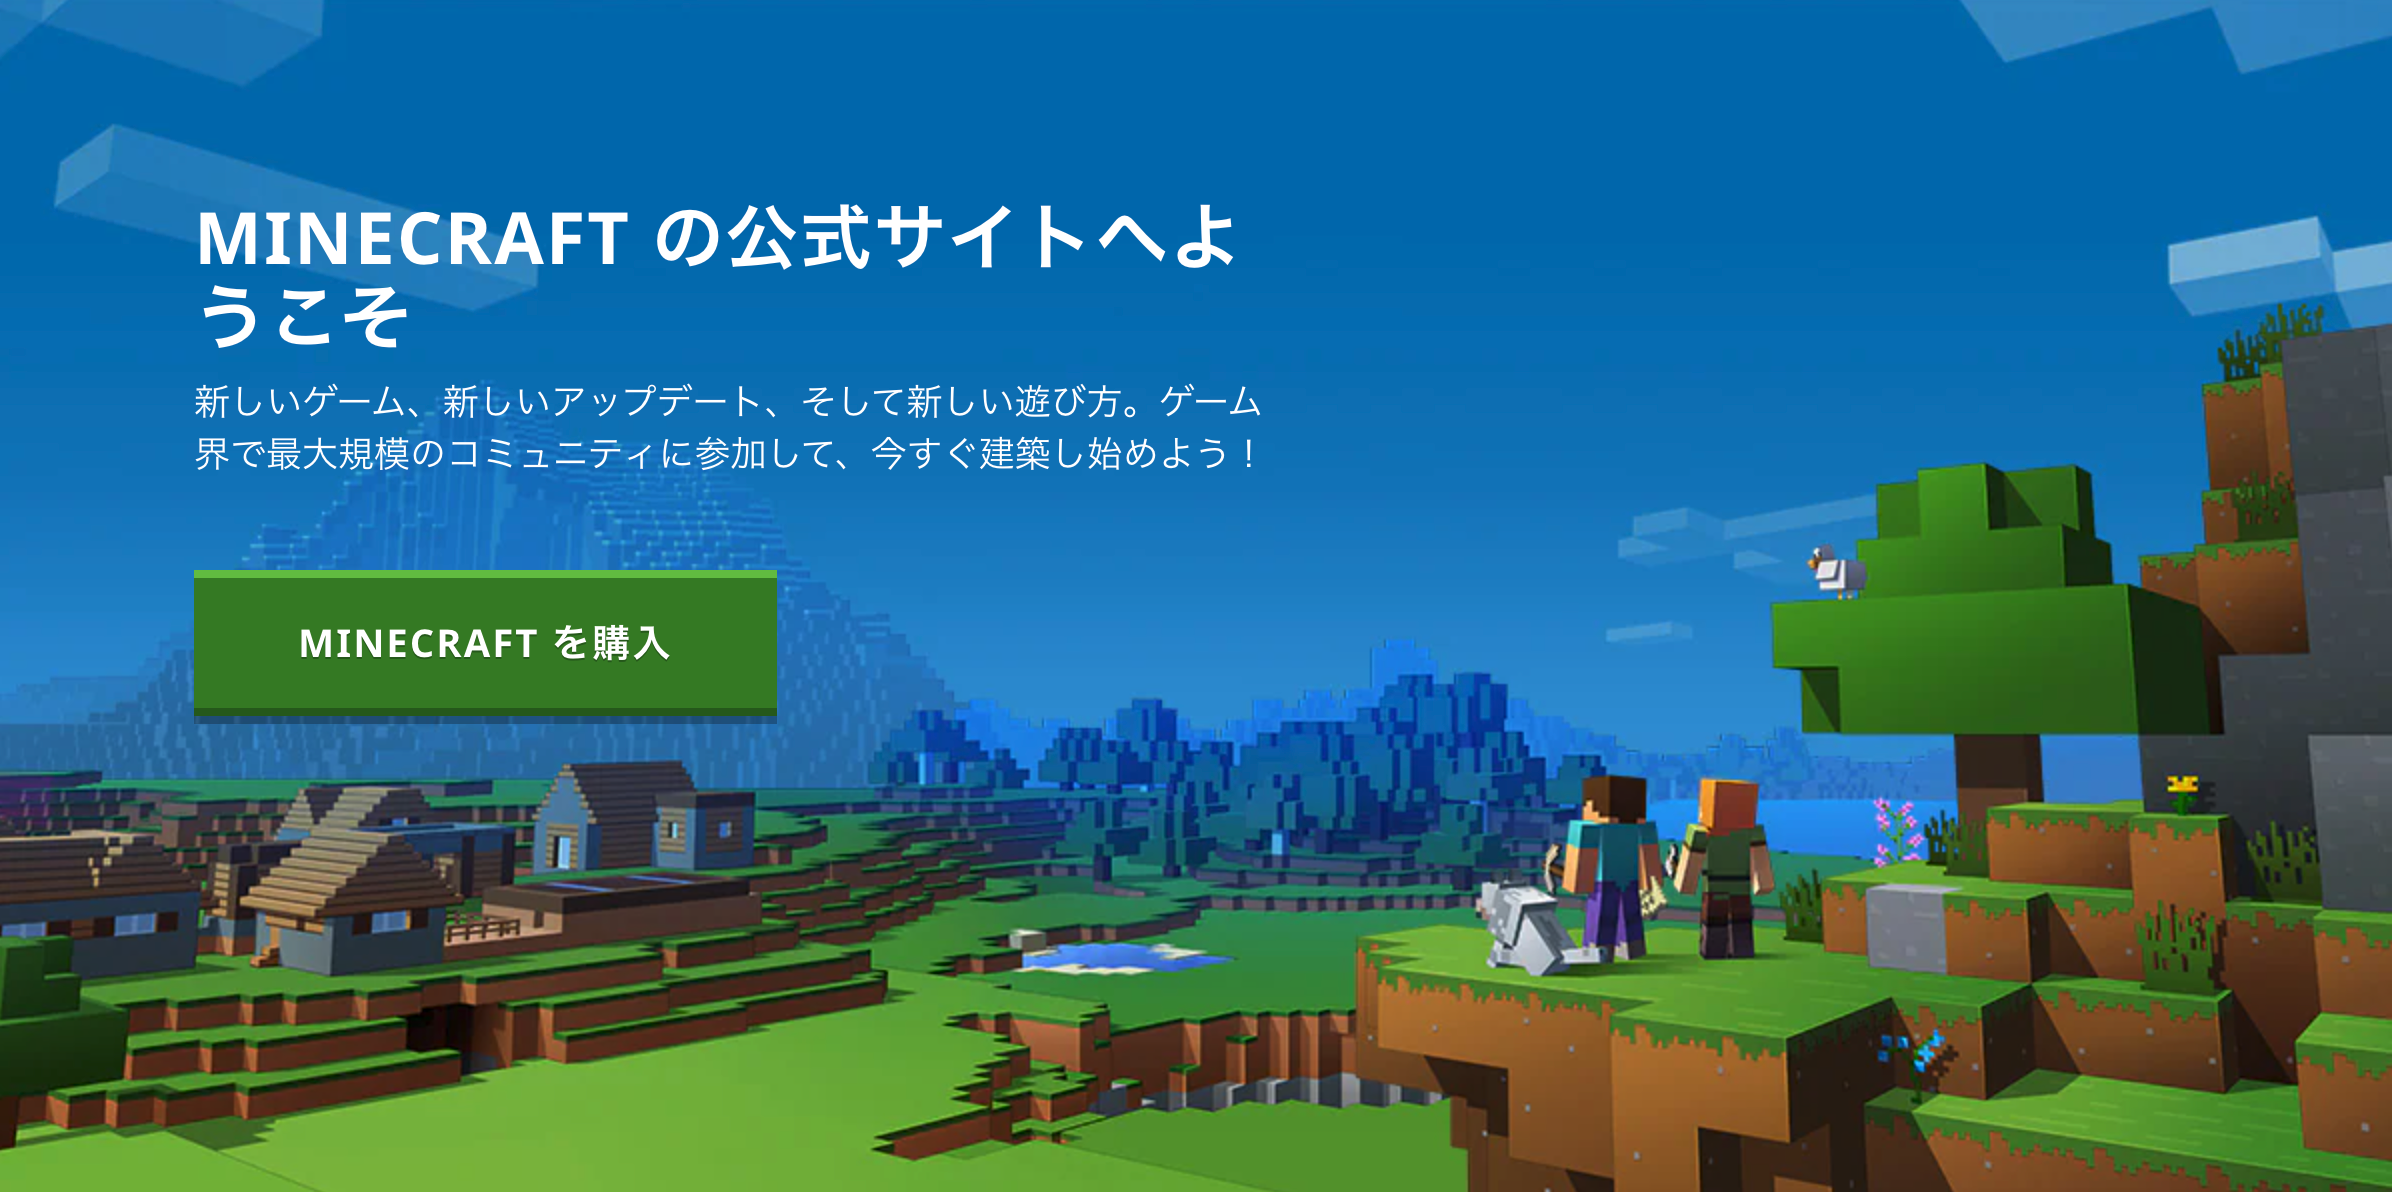 MINECRAFT の公式サイトへよ
うこそ
新しいゲーム、新しいアップデート、そして新しい遊び方。ゲーム
界で最大規模のコミュニティに参加して、今すぐ建築し始めよう！
MINECRAFT を購入